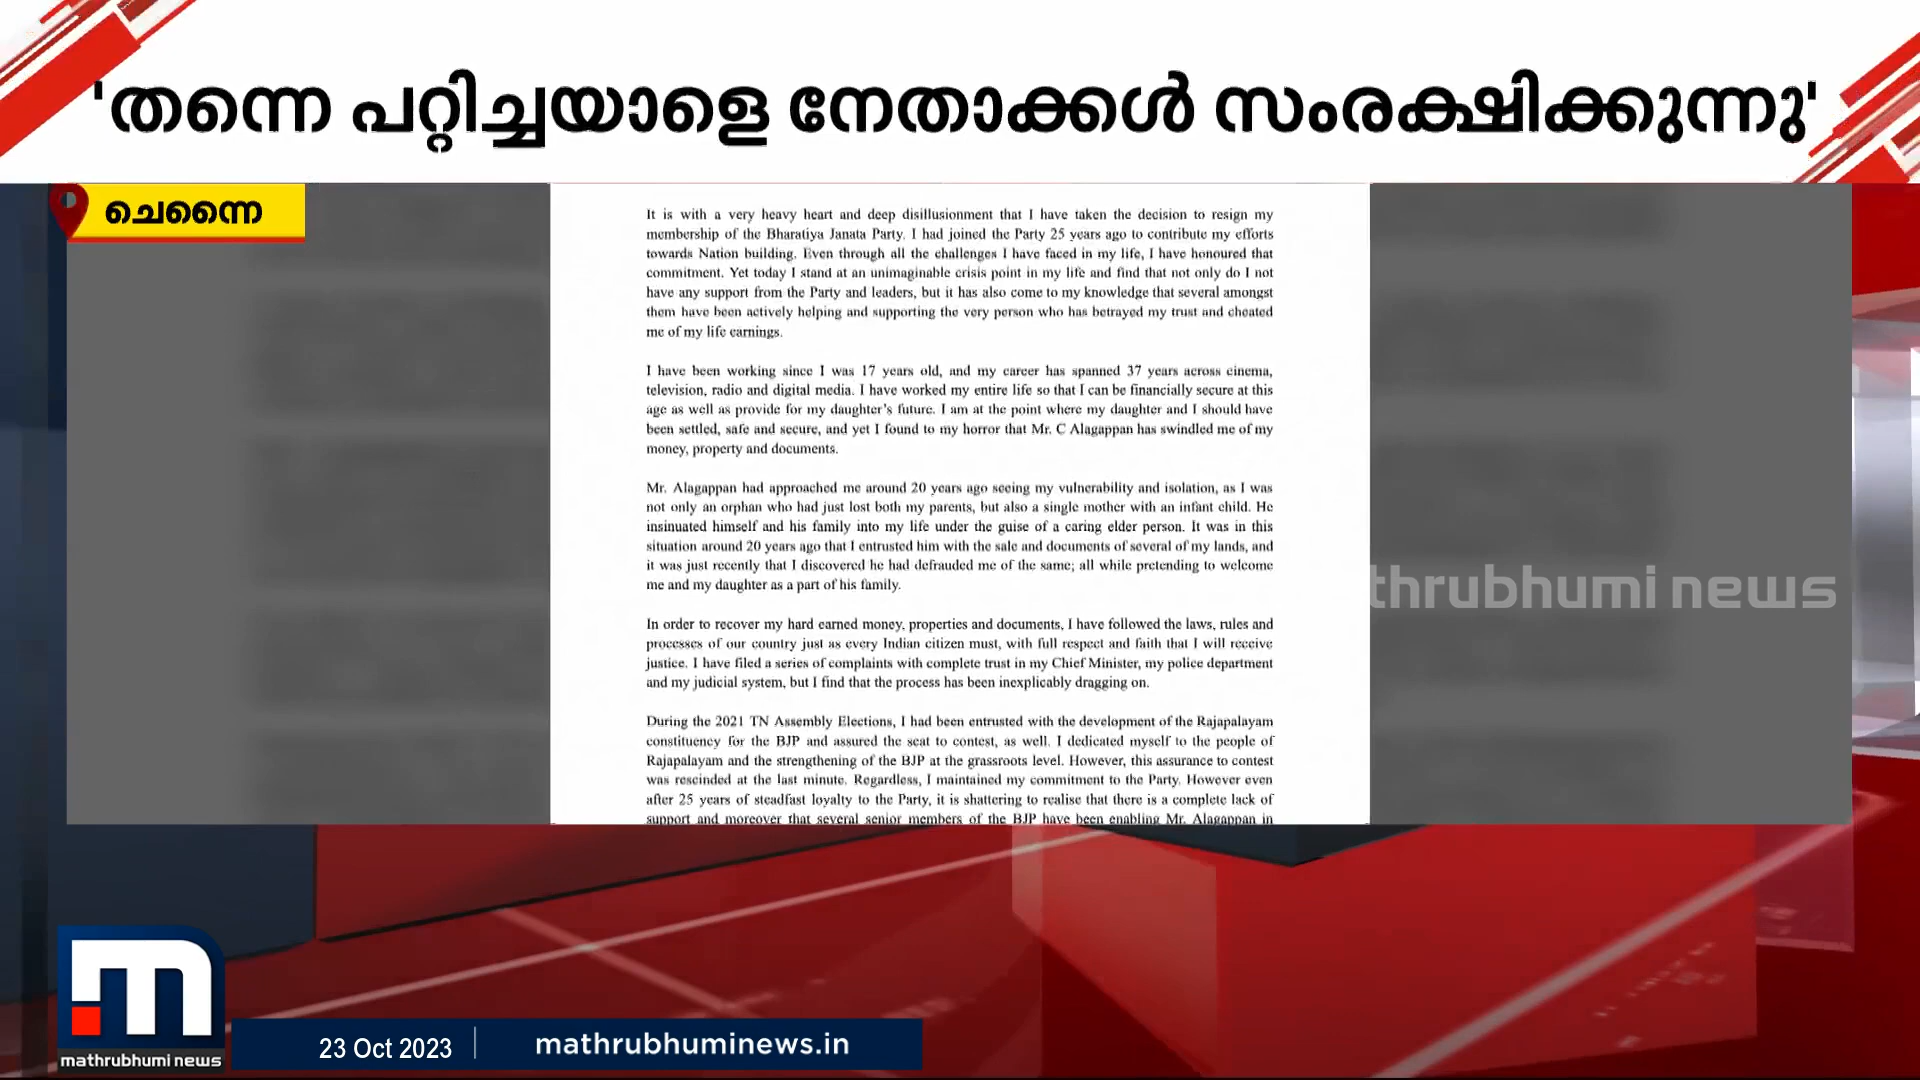 'തന്നെ പറ്റിച്ചയാളെ നേതാക്കൾ സംരക്ഷിക്കുന്നു'
ചെന്നൈ
It is with a very heavy heart and deep disillusionment that I have taken the decision to resign my
membership of the Bharatiya Janata Party. I had joined the Party 25 years ago to contribute my efforts
towards Nation building. Even through all the challenges I have faced in my life, I have honoured that
commitment. Yet today I stand at an unimaginable crisis point in my life and find that not only do I not
have any support from the Party and leaders, but it has also come to my knowledge that several amongst
them have been actively helping and supporting the very person who has betrayed my trust and cheated
me of my life earnings.
I have been working since I was 17 years old, and my career has spanned 37 years across cinema,
television, radio and digital media. I have worked my entire life so that I can be financially secure at this
age as well as provide for my daughter's future. I am at the point where my daughter and I should have
been settled, safe and secure, and yet I found to my horror that Mr. C Alagappan has swindled me of my
money, property and documents.
Mr. Alagappan had approached me around 20 years ago seeing my vulnerability and isolation, as I was
not only an orphan who had just lost both my parents, but also a single mother with an infant child. He
insinuated himself and his family into my life under the guise of a caring elder person. It was in this
situation around 20 years ago that I entrusted him with the sale and documents of several of my lands, and
it was just recently that I discovered he had defrauded me of the same; all while pretending to welcome
me and my daughter as a part of his family.
In order to recover my hard earned money, properties and documents, I have followed the laws, rules and
processes of our country just as every Indian citizen must, with full respect and faith that I will receive
justice. I have filed a series of complaints with complete trust in my Chief Minister, my police department
and my judicial system, but I find that the process has been inexplicably dragging on.
During the 2021 TN Assembly Elections, I had been entrusted with the development of the Rajapalayam
constituency for the BJP and assured the seat to contest, as well. I dedicated myself to the people of
Rajapalayam and the strengthening of the BJP at the grassroots level. However, this assurance to contest
was rescinded at the last minute. Regardless, I maintained my commitment to the Party. However even
after 25 years of steadfast loyalty to the Party, it is shattering to realise that there is a complete lack of
support and moreover that several senior members of the BJP have been enabling Mr. Alagappan in
thrubhumi news
mathrubhumi news
23 Oct 2023
mathrubhuminews.in